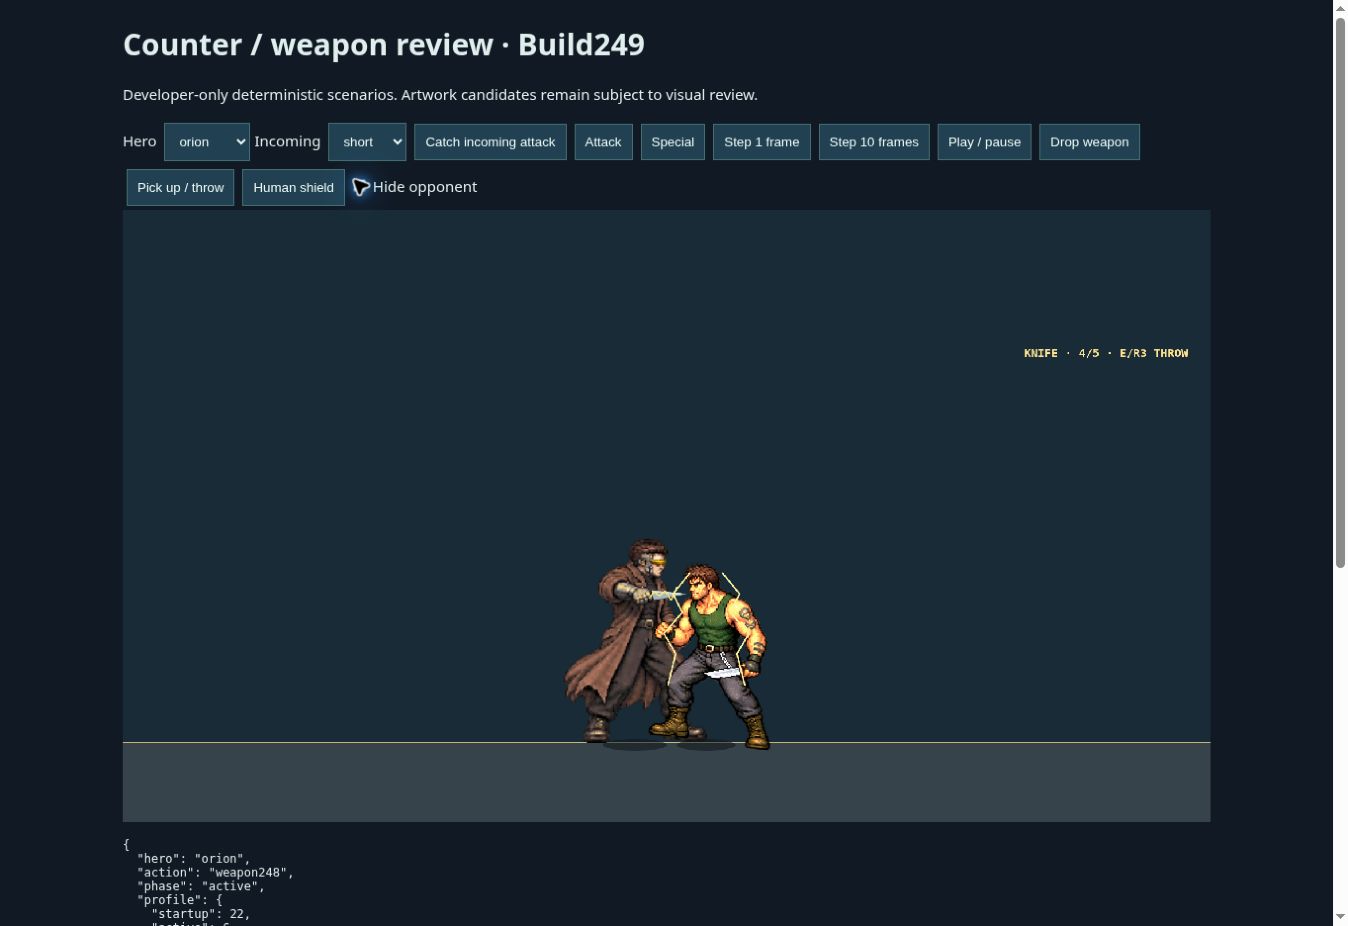 Counter / weapon review · Build249
Developer-only deterministic scenarios. Artwork candidates remain subject to visual review.
Hero orion Incoming short Catch incoming attack Attack Special Step 1 frame Step 10 frames Play / pause Drop weapon
Pick up / throw Human shield Hide opponent
KNIFE · 4/5 · E/R3 THROW
{
"hero": "orion",
"action": "weapon248",
"phase": "active",
"profile": {
"startup": 22,